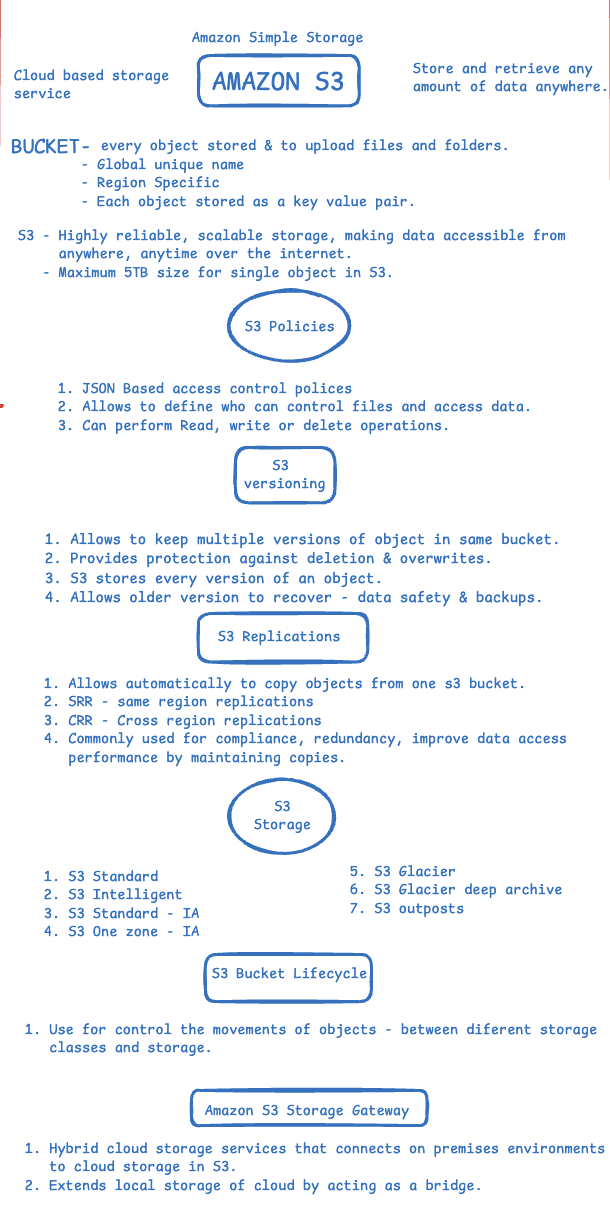 Amazon Simple Storage
Cloud based storage
service
AMAZON S3
Store and retrieve any
amount of data anywhere.
BUCKET- every object stored & to upload files and folders.
- Global unique name
- Region Specific
- Each object stored as a key value pair.
S3 - Highly reliable, scalable storage, making data accessible from
anywhere, anytime over the internet.
- Maximum 5TB size for single object in S3.
S3 Policies
1. JSON Based access control polices
2. Allows to define who can control files and access data.
3. Can perform Read, write or delete operations.
S3
versioning
1. Allows to keep multiple versions of object in same bucket.
2. Provides protection against deletion & overwrites.
3. S3 stores every version of an object.
4. Allows older version to recover - data safety & backups.
S3 Replications
1. Allows automatically to copy objects from one s3 bucket.
2. SRR - same region replications
3. CRR - Cross region replications
4. Commonly used for compliance, redundancy, improve data access
performance by maintaining copies.
S3
Storage
1. S3 Standard
2. S3 Intelligent
3. S3 Standard - IA
4. S3 One zone - IA
5. S3 Glacier
6. S3 Glacier deep archive
7. S3 outposts
S3 Bucket Lifecycle
1. Use for control the movements of objects - between diferent storage
classes and storage.
Amazon S3 Storage Gateway
1. Hybrid cloud storage services that connects on premises environments
to cloud storage in S3.
2. Extends local storage of cloud by acting as a bridge.